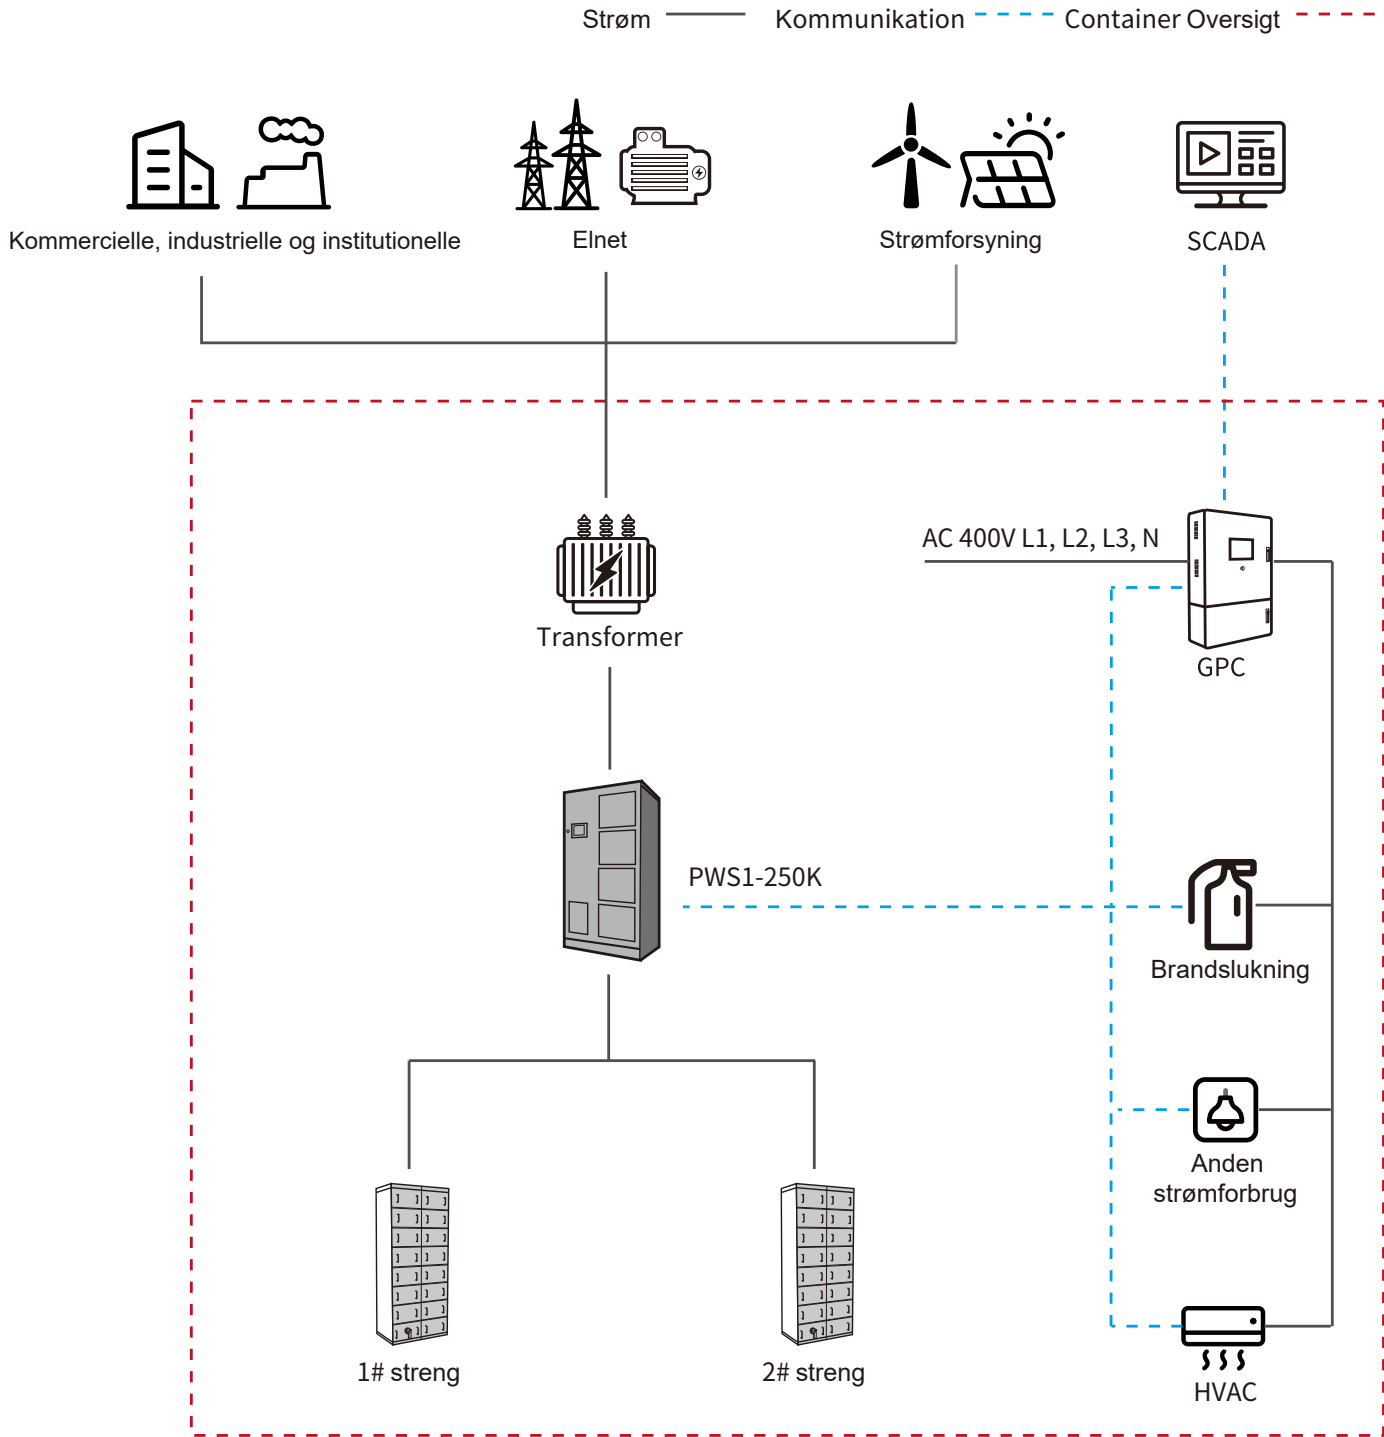 Strøm
Kommunikation
Container Oversigt
Kommercielle, industrielle og institutionelle
Elnet
Strømforsyning
SCADA
AC 400V L1, L2, L3, N
Transformer
GPC
PWS1-250K
Brandslukning
Anden
strømforbrug
1# streng
2# streng
HVAC